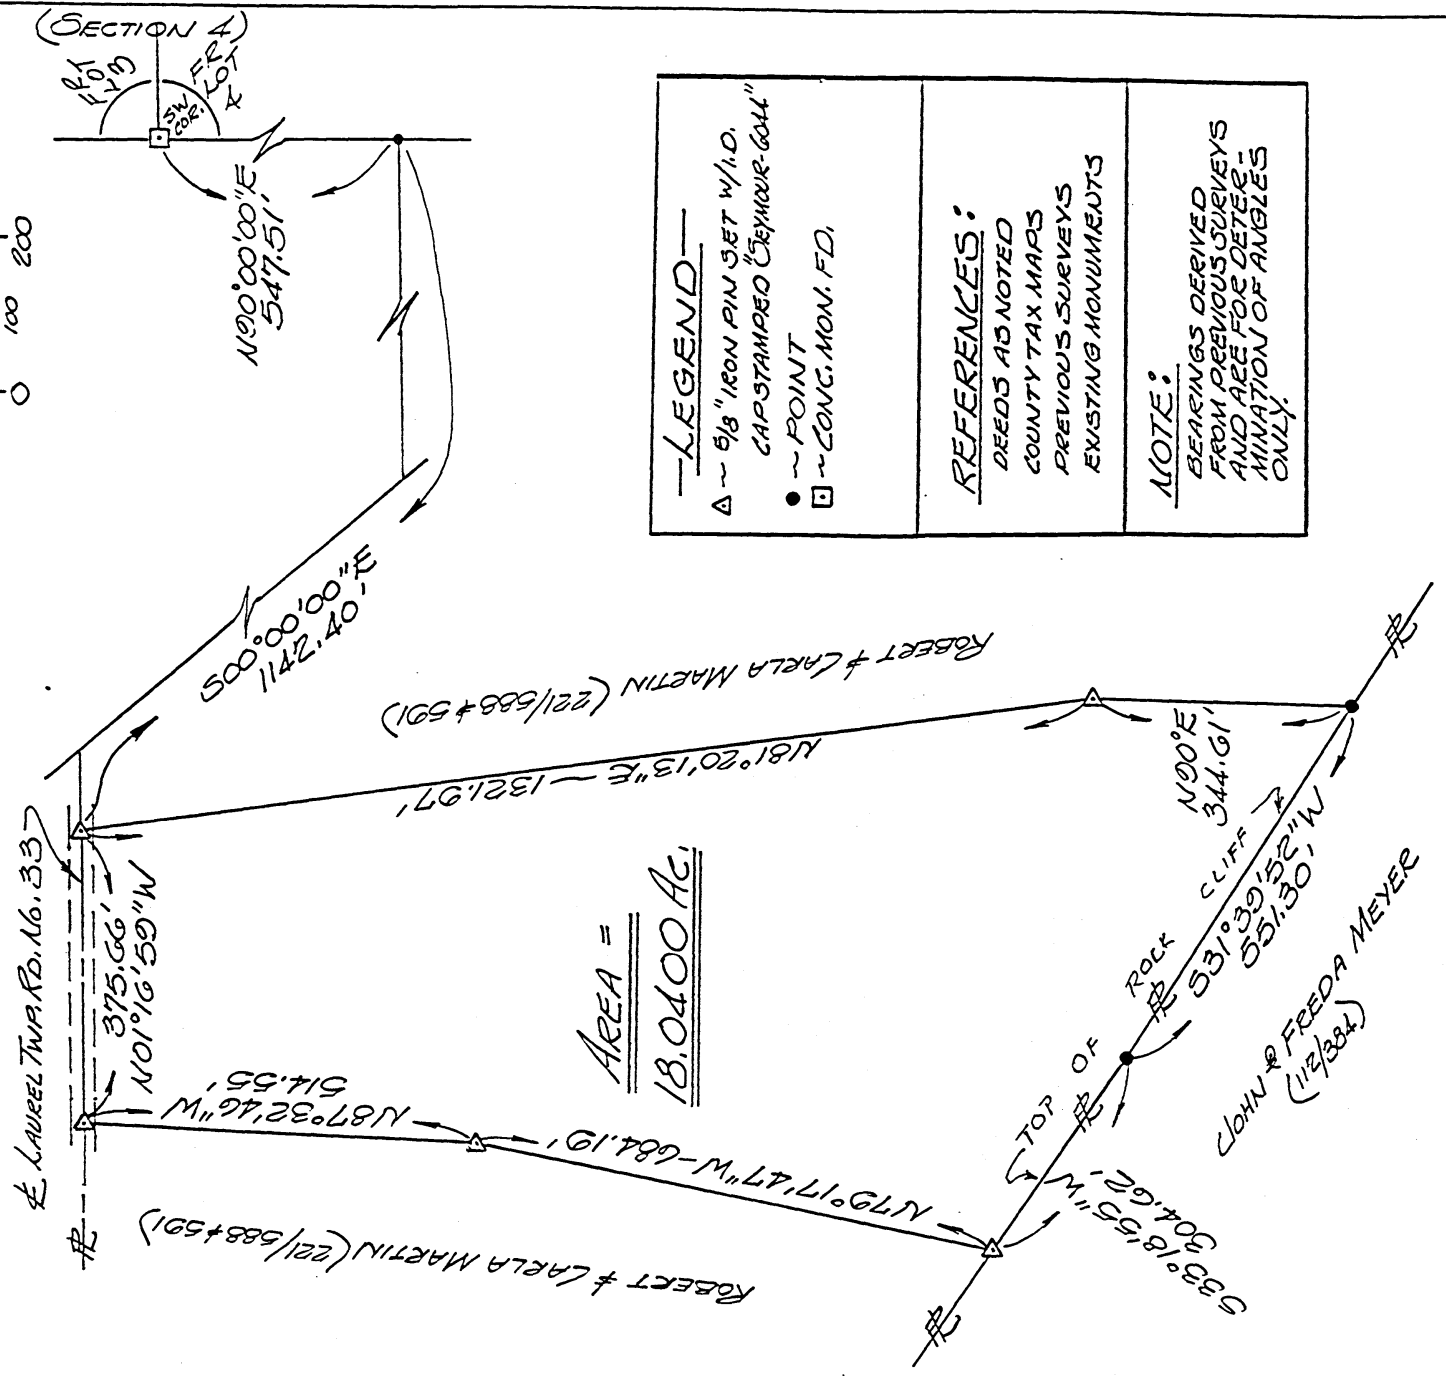 (SECTION 4)
FR'L
LOT
3
FR'L
LOT
4
SW
COR.
0 100 200
N90°00'00"E
547.51'
S00°00'00"E
1142.40'
—LEGEND—
△ ~ 5/8" IRON PIN SET W/I.D.
CAP STAMPED "SEYMOUR-GOLL"
● ~ POINT
⊡ ~ CONC. MON. FD.
REFERENCES:
DEEDS AS NOTED
COUNTY TAX MAPS
PREVIOUS SURVEYS
EXISTING MONUMENTS
NOTE:
BEARINGS DERIVED
FROM PREVIOUS SURVEYS
AND ARE FOR DETER-
MINATION OF ANGLES
ONLY.
℄ LAUREL TWP. RD. No. 33
375.66'
N01°16'59"W
ROBERT & CARLA MARTIN (221/588 & 591)
N81°20'13"E — 1321.97'
N90°E
344.61'
S31°39'52"W
551.30'
AREA =
18.0400 AC.
N87°32'46"W
514.55'
N79°17'47"W – 684.19'
S33°18'55"W
304.62'
TOP OF ROCK CLIFF
JOHN & FREDA MEYER
(112/384)
ROBERT & CARLA MARTIN (221/588 & 591)
PL
PL
PL
PL
PL